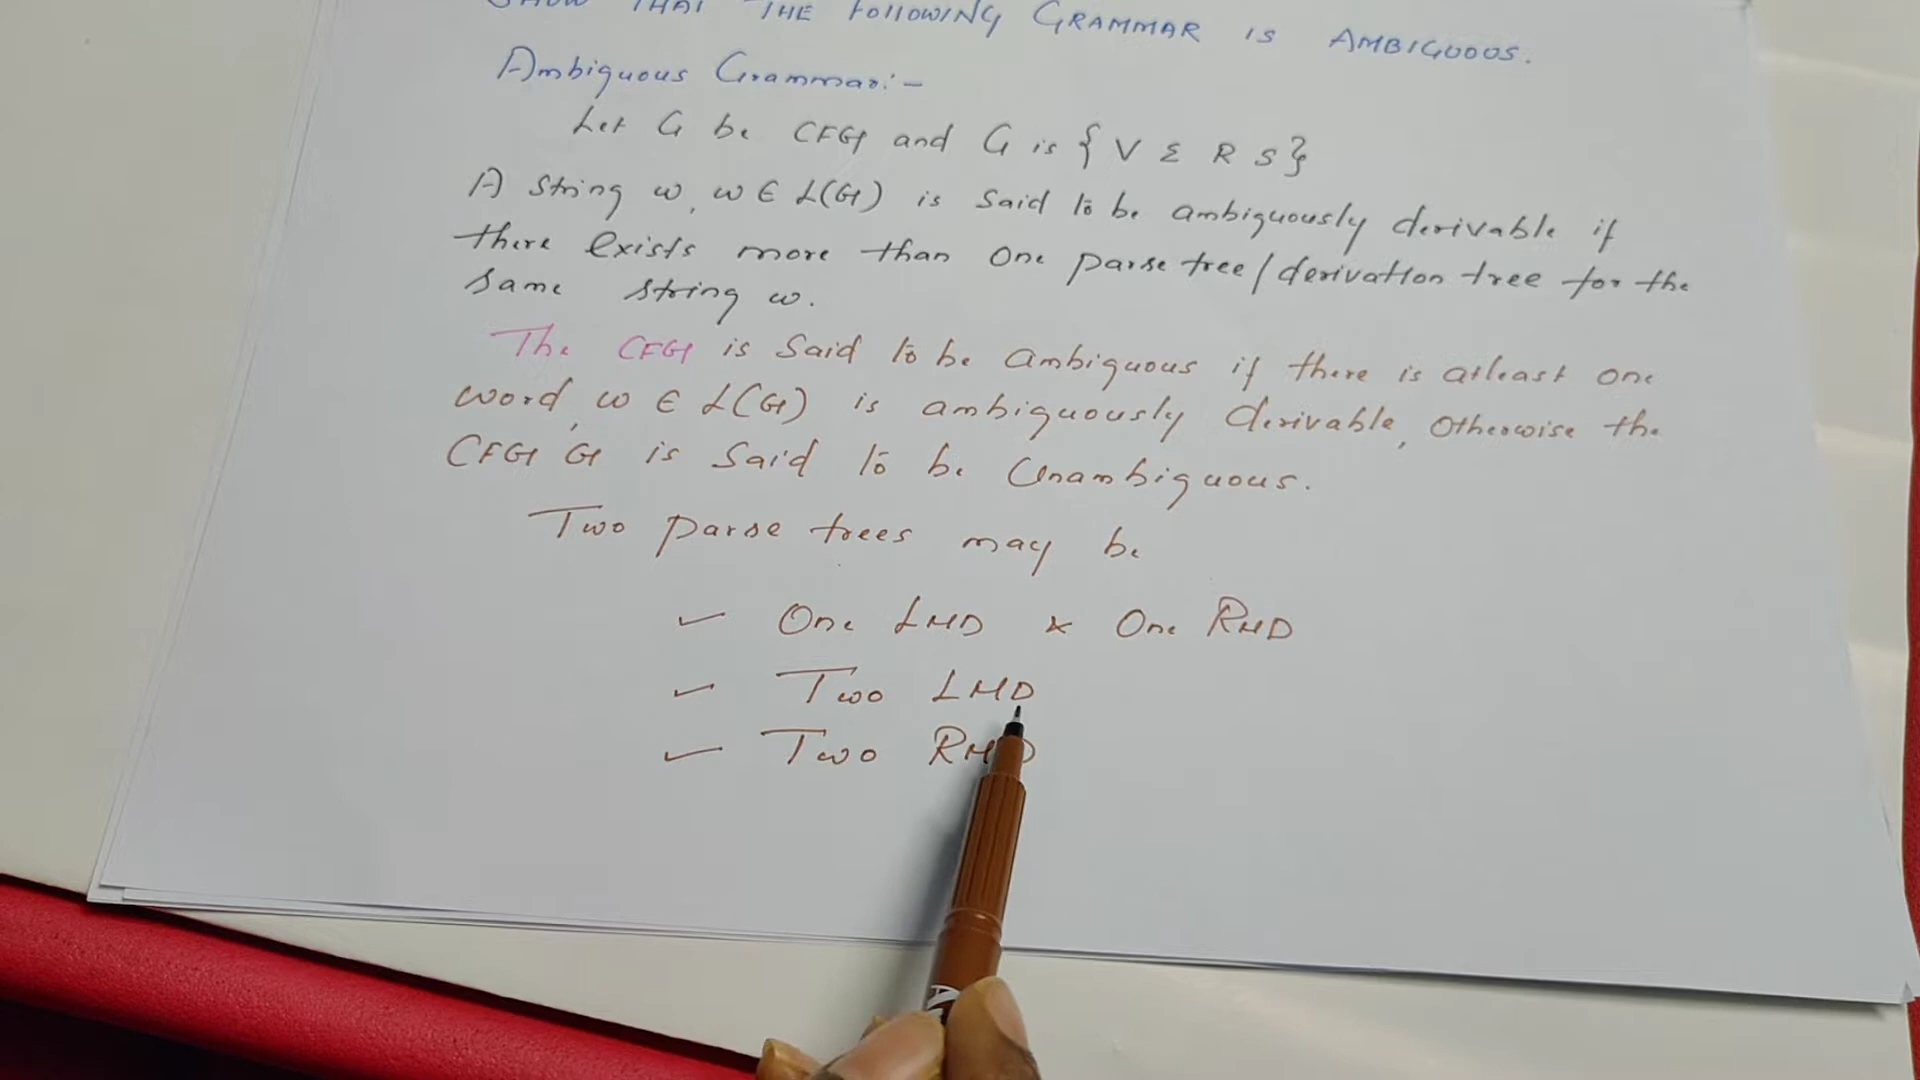 SHOW THAT THE FOLLOWING GRAMMAR IS AMBIGUOUS.
Ambiguous Grammar:-
Let G be CFG and G is { V Σ R S }
A string w, w ∈ L(G) is said to be ambiguously derivable if
there exists more than one parse tree/derivation tree for the
same string w.
The CFG is said to be ambiguous if there is atleast one
word, w ∈ L(G) is ambiguously derivable, otherwise the
CFG G is said to be Unambiguous.
Two parse trees may be
✓ One LMD & One RMD
✓ Two LMD
✓ Two RMD